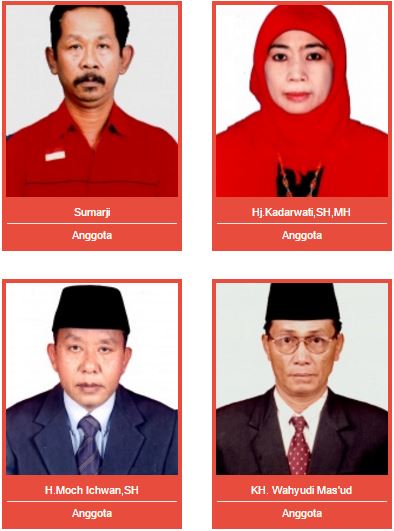 Sumarji
Hj.Kadarwati,SH,MH
Anggota
Anggota
H.Moch Ichwan,SH
KH. Wahyudi Mas'ud
Anggota
Anggota